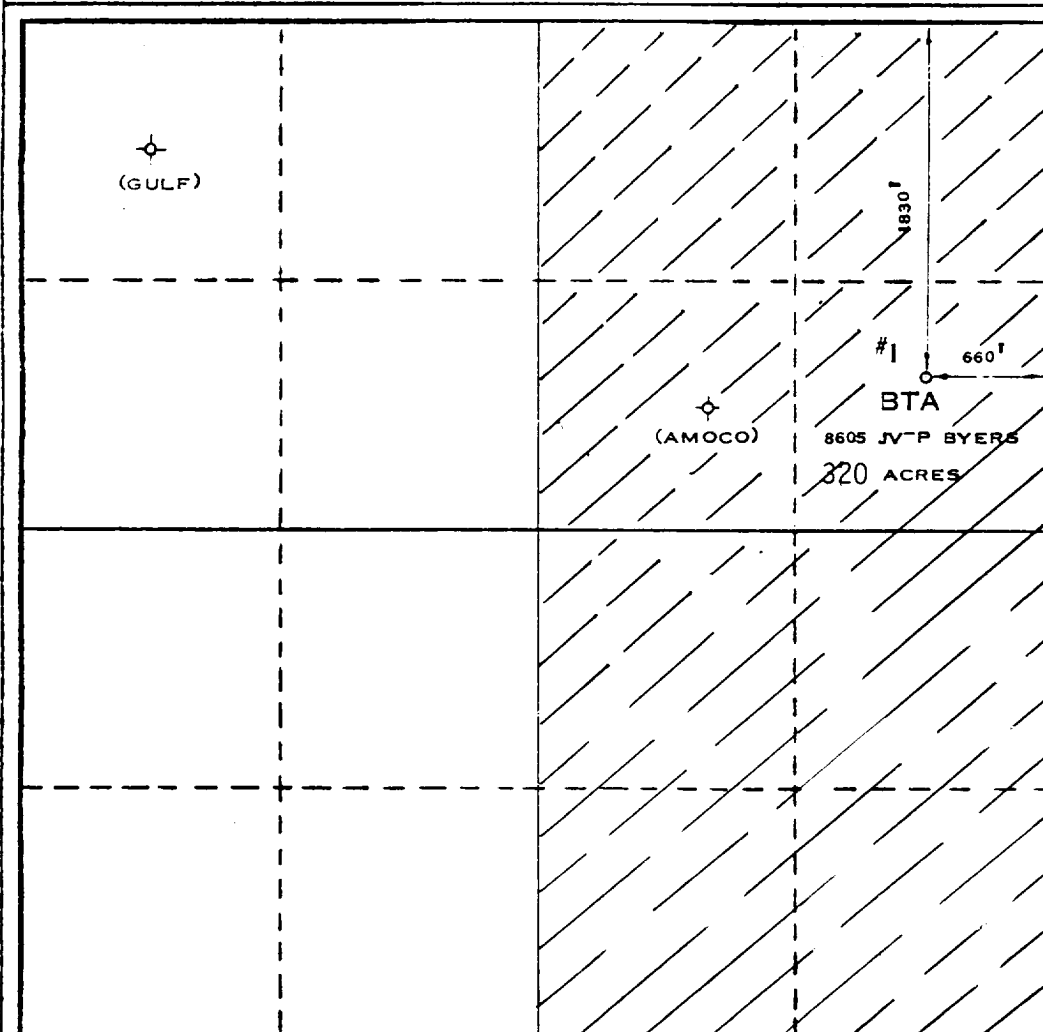 (GULF)
1830'
#1
660'
BTA
(AMOCO)
8605 JV-P BYERS
320 ACRES